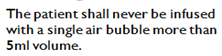 The patient shall never be infused
with a single air bubble more than
5ml volume.